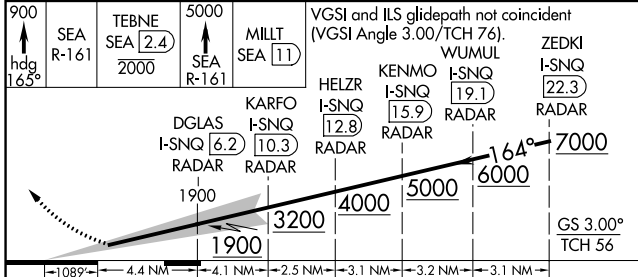 900
hdg
165°
SEA
R-161
TEBNE
SEA 2.4
2000
5000
SEA
R-161
MILLT
SEA 11
VGSI and ILS glidepath not coincident
(VGSI Angle 3.00/TCH 76).
ZEDKI
I-SNQ
22.3
RADAR
WUMUL
I-SNQ
19.1
RADAR
KENMO
I-SNQ
15.9
RADAR
HELZR
I-SNQ
12.8
RADAR
KARFO
I-SNQ
10.3
RADAR
DGLAS
I-SNQ 6.2
RADAR
1900
164°
7000
6000
5000
4000
3200
1900
GS 3.00°
TCH 56
1089'
4.4 NM
4.1 NM
2.5 NM
3.1 NM
3.2 NM
3.1 NM